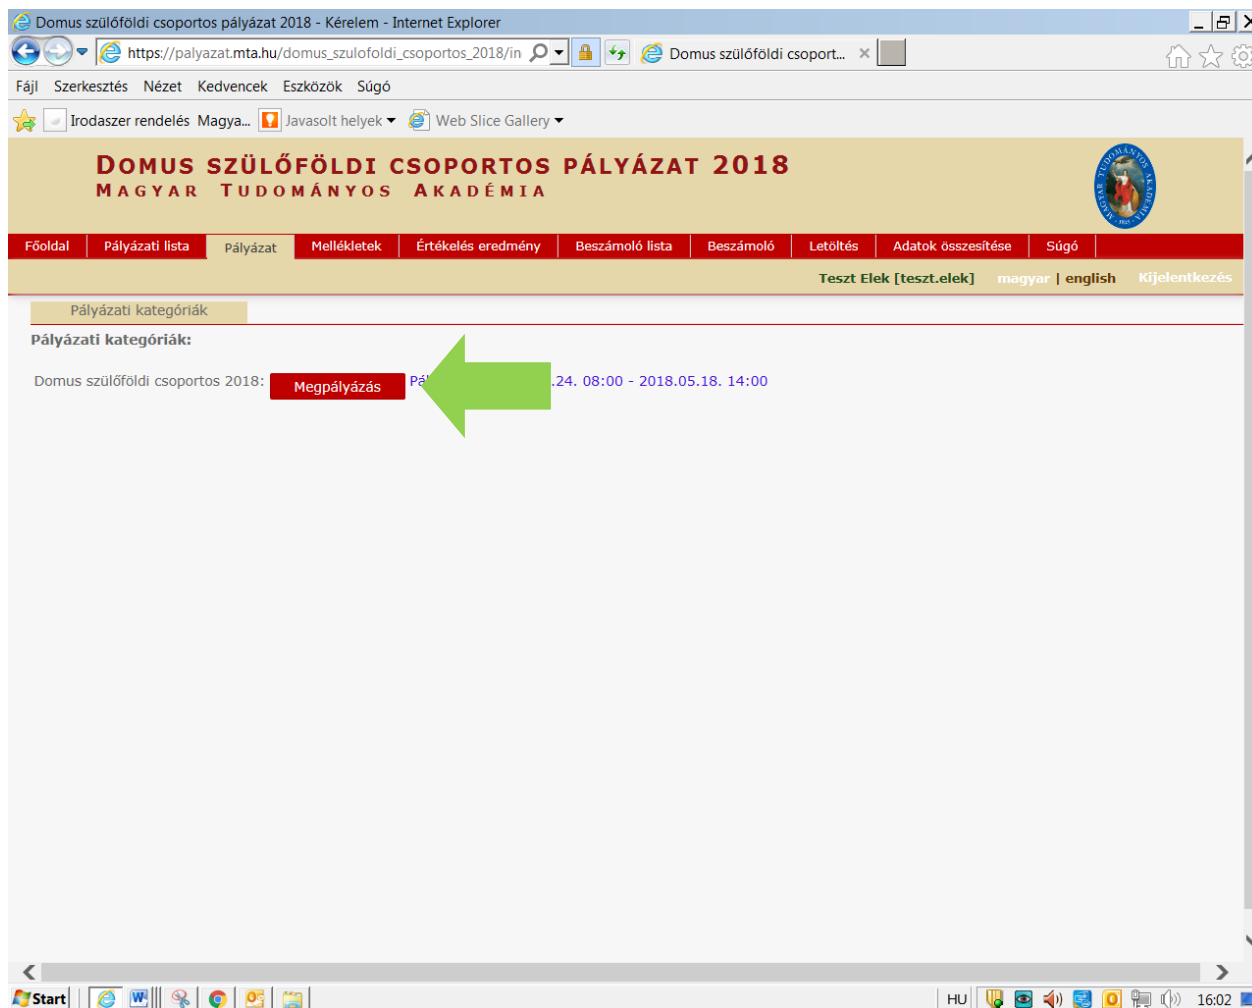 Domus szülőföldi csoportos pályázat 2018 - Kérelem - Internet Explorer
https://palyazat.mta.hu/domus_szulofoldi_csoportos_2018/in
Domus szülőföldi csoport...
Fájl Szerkesztés Nézet Kedvencek Eszközök Súgó
Irodaszer rendelés Magya... Javasolt helyek Web Slice Gallery
DOMUS SZÜLŐFÖLDI CSOPORTOS PÁLYÁZAT 2018
MAGYAR TUDOMÁNYOS AKADÉMIA
MAGYAR TUDOMÁNYOS AKADÉMIA
Főoldal Pályázati lista Pályázat Mellékletek Értékelés eredmény Beszámoló lista Beszámoló Letöltés Adatok összesítése Súgó
Teszt Elek [teszt.elek] magyar | english Kijelentkezés
Pályázati kategóriák
Pályázati kategóriák:
Domus szülőföldi csoportos 2018: Megpályázás .24. 08:00 - 2018.05.18. 14:00
Start HU 16:02